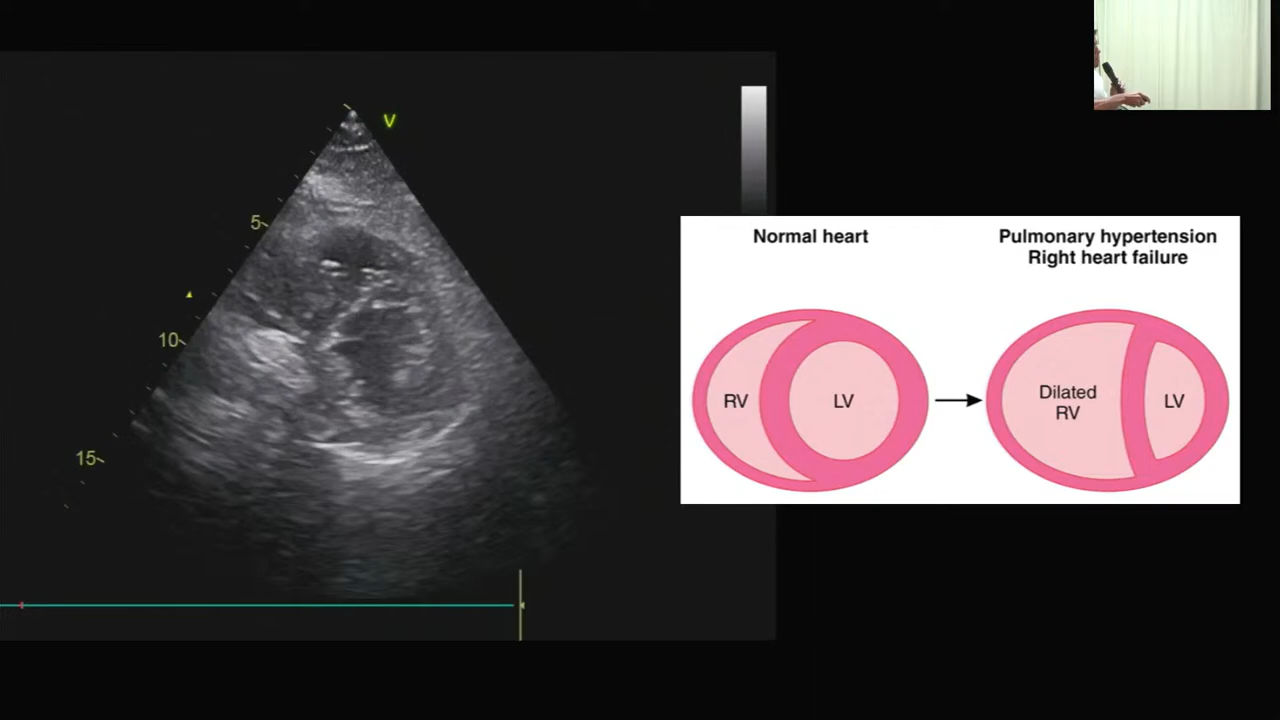 V
5
10
15
Normal heart
Pulmonary hypertension
Right heart failure
RV
LV
Dilated
RV
LV